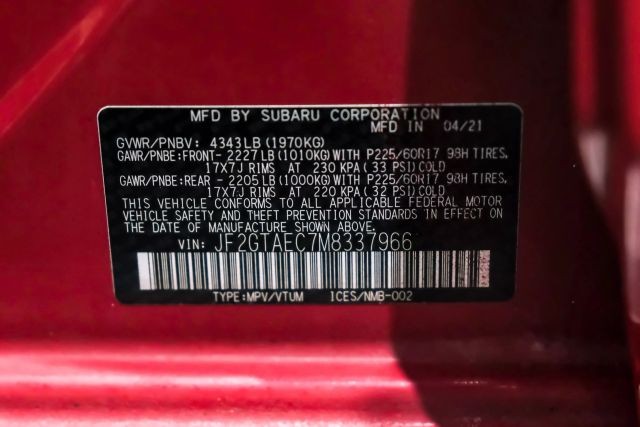 MFD BY SUBARU CORPORATION
MFD IN 04/21
GVWR/PNBV: 4343LB(1970KG)
GAWR/PNBE:FRONT- 2227LB(1010KG)WITH P225/60R17 98H TIRES,
17X7J RIMS AT 230 KPA(33 PSI)COLD
GAWR/PNBE:REAR - 2205LB(1000KG)WITH P225/60R17 98H TIRES,
17X7J RIMS AT 220 KPA(32 PSI)COLD
THIS VEHICLE CONFORMS TO ALL APPLICABLE FEDERAL MOTOR
VEHICLE SAFETY AND THEFT PREVENTION STANDARDS IN EFFECT ON
THE DATE OF MANUFACTURE SHOWN ABOVE.
VIN: JF2GTAEC7M8337966
TYPE:MPV/VTUM ICES/NMB-002